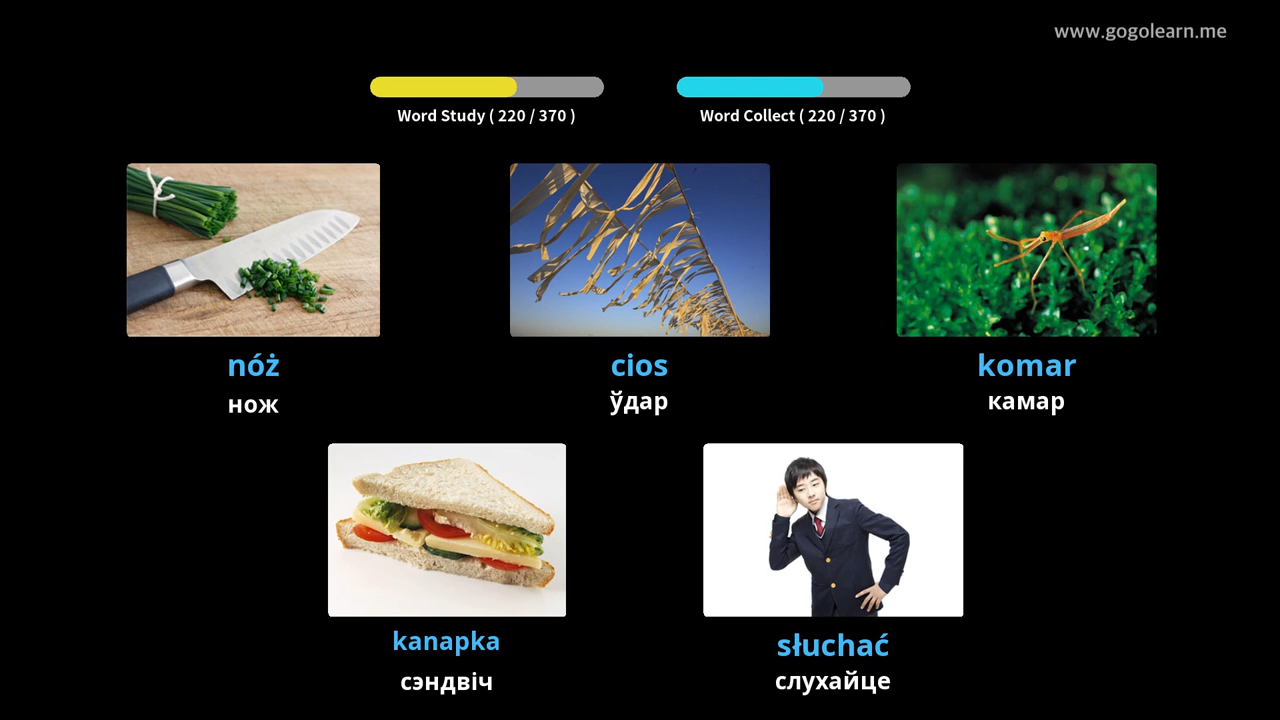 www.gogolearn.me
Word Study ( 220 / 370 )
Word Collect ( 220 / 370 )
nóż
нож
cios
ўдар
komar
камар
kanapka
сэндвіч
słuchać
слухайце